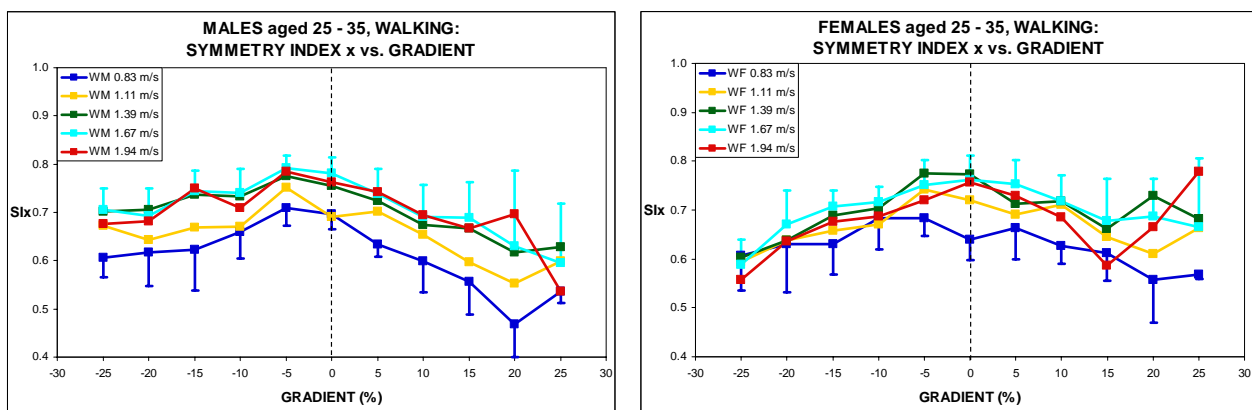 MALES aged 25 - 35, WALKING:
SYMMETRY INDEX x vs. GRADIENT
1.0
0.9
0.8
0.7
0.6
0.5
0.4
SIx
WM 0.83 m/s
WM 1.11 m/s
WM 1.39 m/s
WM 1.67 m/s
WM 1.94 m/s
-30 -25 -20 -15 -10 -5 0 5 10 15 20 25 30
GRADIENT (%)
FEMALES aged 25 - 35, WALKING:
SYMMETRY INDEX x vs. GRADIENT
1.0
0.9
0.8
0.7
0.6
0.5
0.4
SIx
WF 0.83 m/s
WF 1.11 m/s
WF 1.39 m/s
WF 1.67 m/s
WF 1.94 m/s
-30 -25 -20 -15 -10 -5 0 5 10 15 20 25 30
GRADIENT (%)